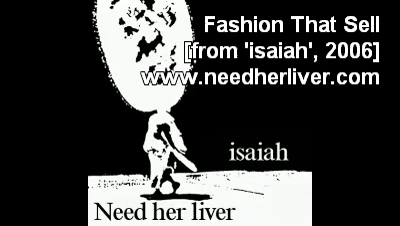 Fashion That Sell
[from 'isaiah', 2006]
www.needherliver.com
isaiah
Need her liver